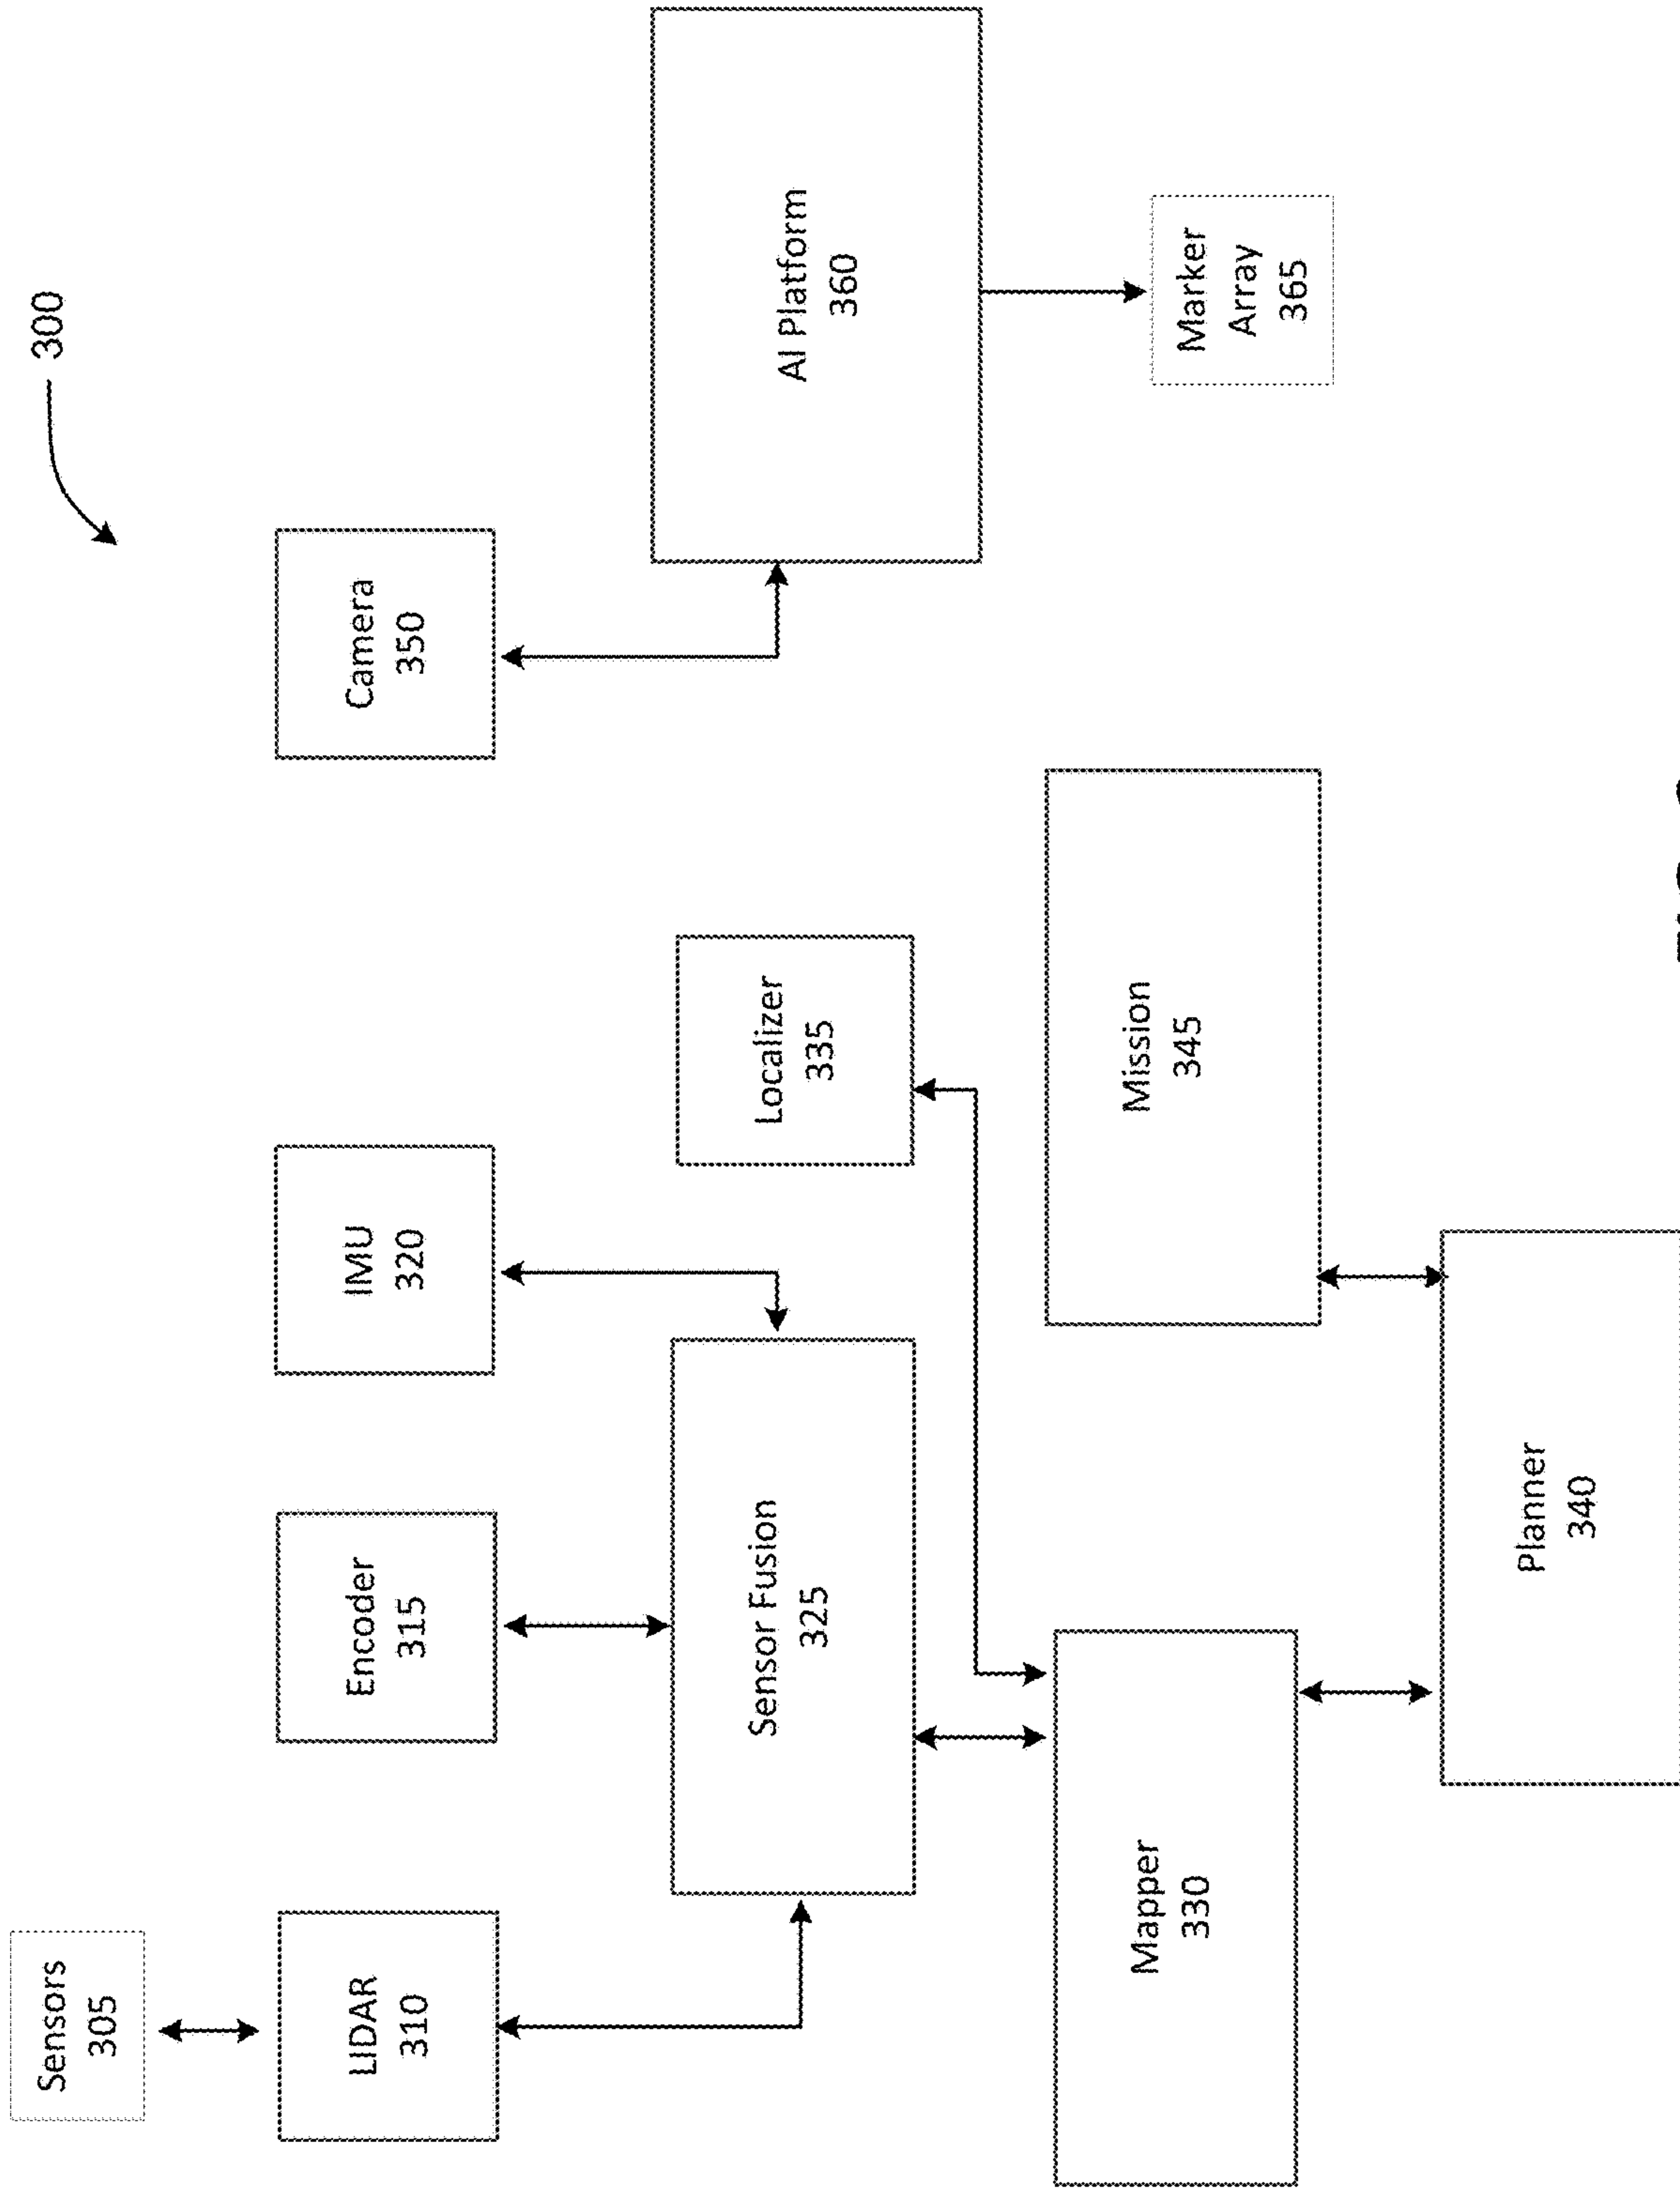 300
Sensors
305
LIDAR
310
Encoder
315
IMU
320
Camera
350
Sensor Fusion
325
Localizer
335
AI Platform
360
Mapper
330
Mission
345
Marker
Array
365
Planner
340